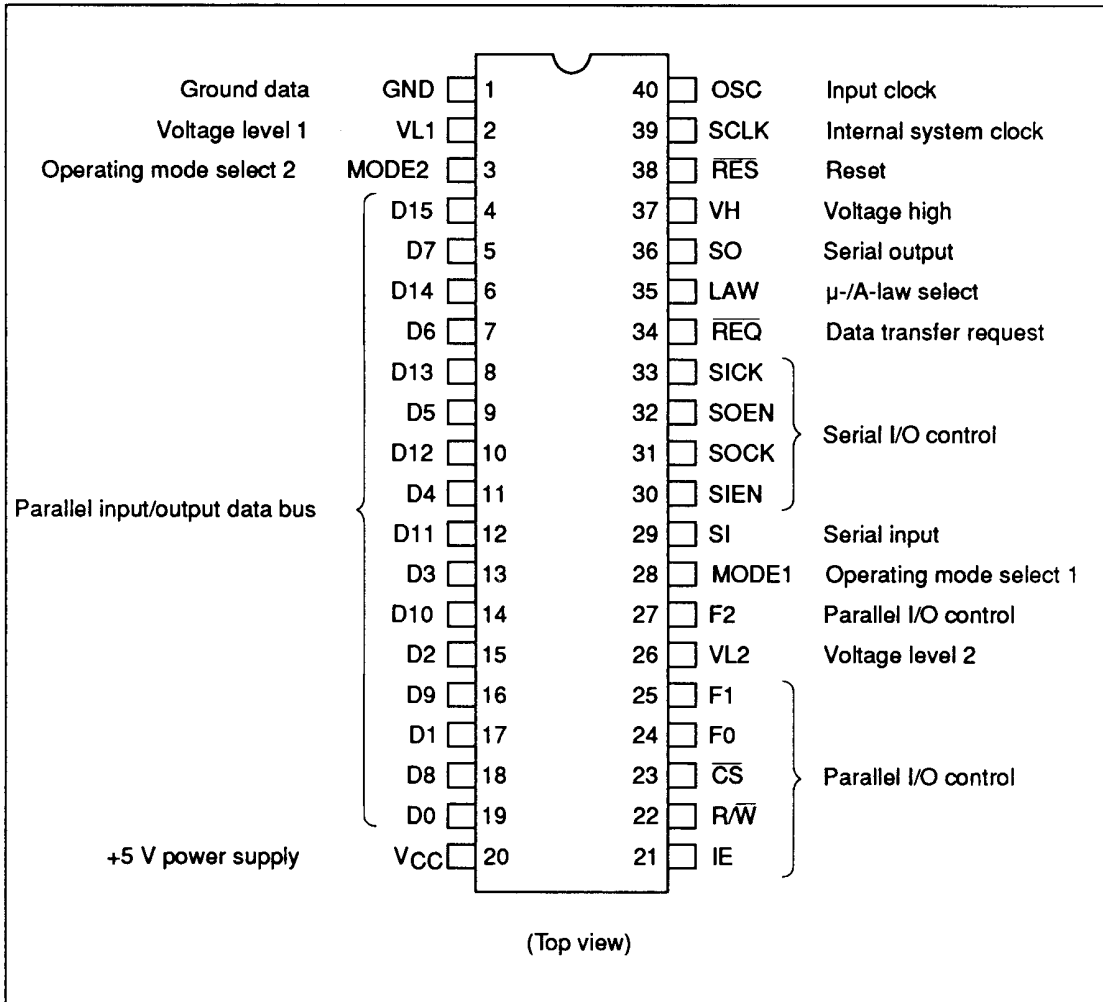 Ground data GND 1 40 OSC Input clock
Voltage level 1 VL1 2 39 SCLK Internal system clock
Operating mode select 2 MODE2 3 38 R̅E̅S̅ Reset
D15 4 37 VH Voltage high
D7 5 36 SO Serial output
D14 6 35 LAW µ-/A-law select
D6 7 34 R̅E̅Q̅ Data transfer request
D13 8 33 SICK
D5 9 32 SOEN
Serial I/O control
D12 10 31 SOCK
D4 11 30 SIEN
Parallel input/output data bus
D11 12 29 SI Serial input
D3 13 28 MODE1 Operating mode select 1
D10 14 27 F2 Parallel I/O control
D2 15 26 VL2 Voltage level 2
D9 16 25 F1
D1 17 24 F0
D8 18 23 C̅S̅ Parallel I/O control
D0 19 22 R/W̅
+5 V power supply VCC 20 21 IE
(Top view)